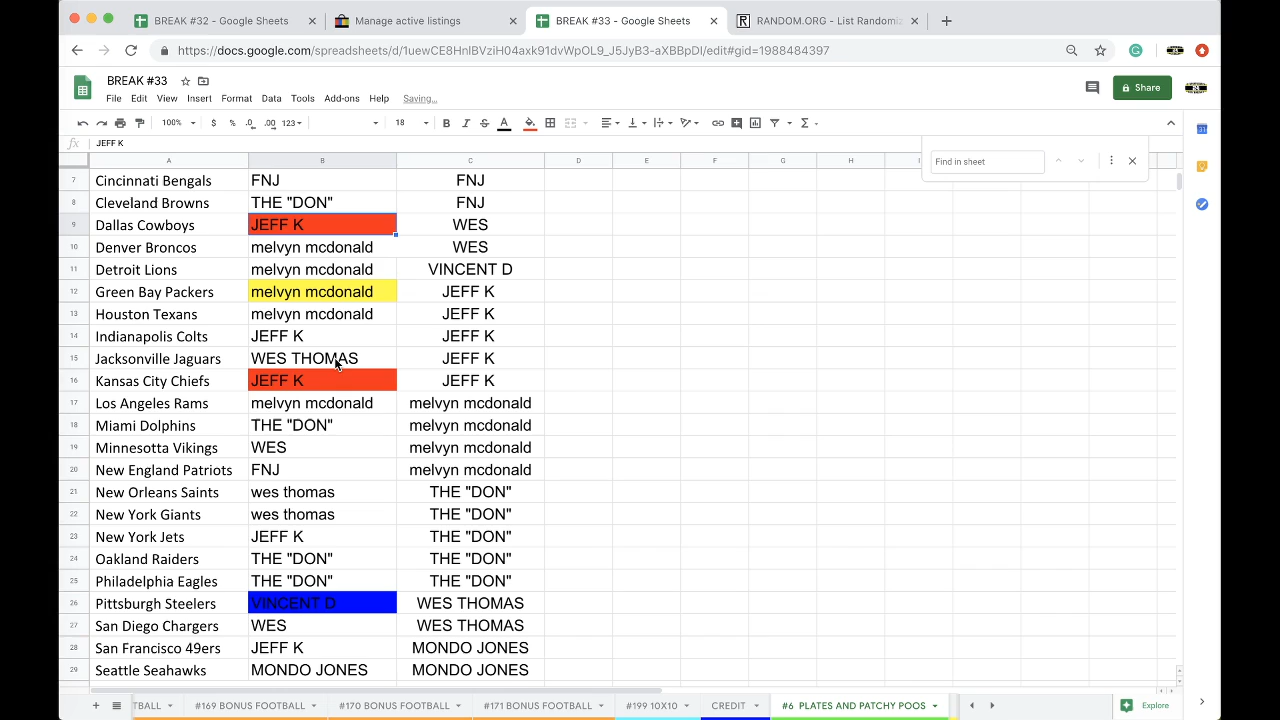 BREAK #32 - Google Sheets
Manage active listings
BREAK #33 - Google Sheets
RANDOM.ORG - List Randomiz
https://docs.google.com/spreadsheets/d/1uewCE8HnIBVziH04axk91dvWpOL9_J5JyB3-aXBBpDI/edit#gid=1988484397
BREAK #33
File Edit View Insert Format Data Tools Add-ons Help Saving...
Share
100% $ % .0 .00 123 18 B I S A
fx JEFF K
Find in sheet
A B C D E F G H I
7 Cincinnati Bengals FNJ FNJ
8 Cleveland Browns THE "DON" FNJ
9 Dallas Cowboys JEFF K WES
10 Denver Broncos melvyn mcdonald WES
11 Detroit Lions melvyn mcdonald VINCENT D
12 Green Bay Packers melvyn mcdonald JEFF K
13 Houston Texans melvyn mcdonald JEFF K
14 Indianapolis Colts JEFF K JEFF K
15 Jacksonville Jaguars WES THOMAS JEFF K
16 Kansas City Chiefs JEFF K JEFF K
17 Los Angeles Rams melvyn mcdonald melvyn mcdonald
18 Miami Dolphins THE "DON" melvyn mcdonald
19 Minnesotta Vikings WES melvyn mcdonald
20 New England Patriots FNJ melvyn mcdonald
21 New Orleans Saints wes thomas THE "DON"
22 New York Giants wes thomas THE "DON"
23 New York Jets JEFF K THE "DON"
24 Oakland Raiders THE "DON" THE "DON"
25 Philadelphia Eagles THE "DON" THE "DON"
26 Pittsburgh Steelers VINCENT D WES THOMAS
27 San Diego Chargers WES WES THOMAS
28 San Francisco 49ers JEFF K MONDO JONES
29 Seattle Seahawks MONDO JONES MONDO JONES
TBALL #169 BONUS FOOTBALL #170 BONUS FOOTBALL #171 BONUS FOOTBALL #199 10X10 CREDIT #6 PLATES AND PATCHY POOS Explore